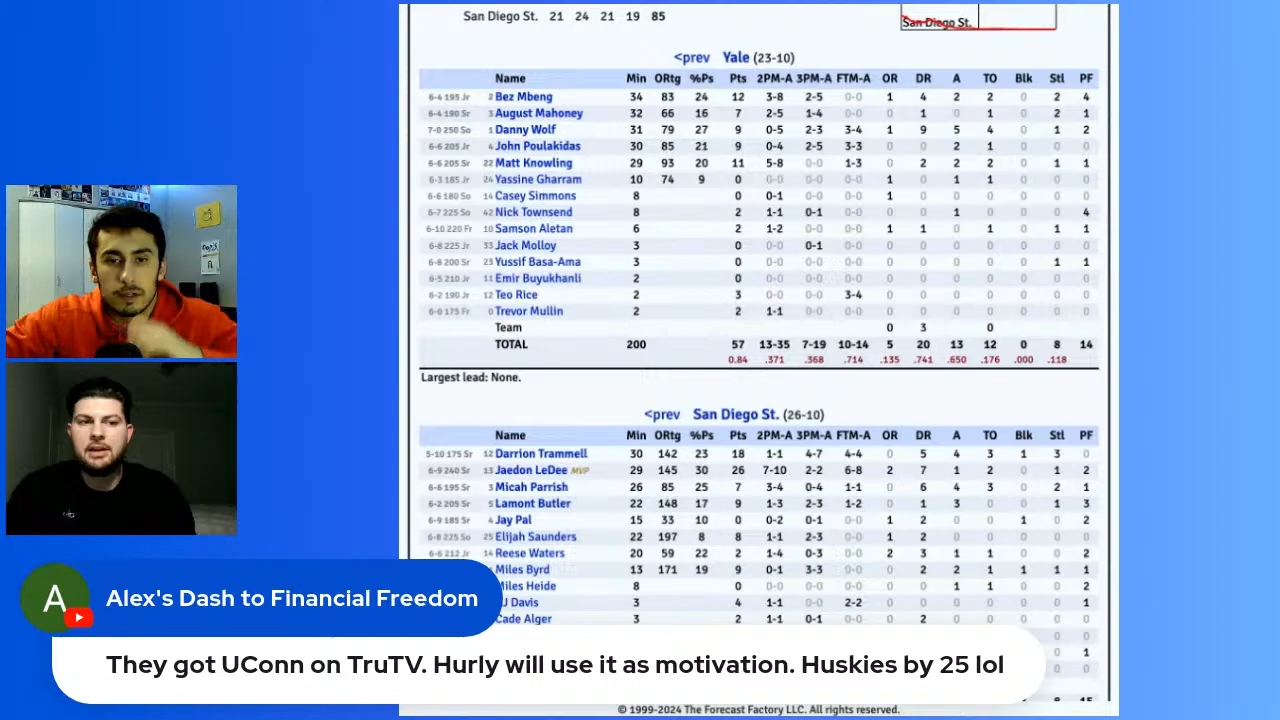 San Diego St. 21 24 21 19 85
San Diego St.
<prev Yale (23-10)
Name Min ORtg %Ps Pts 2PM-A 3PM-A FTM-A OR DR A TO Blk Stl PF
6-4 195 Jr 2 Bez Mbeng 34 83 24 12 3-8 2-5 0-0 1 4 2 2 0 2 4
6-4 190 Sr 3 August Mahoney 32 66 16 7 2-5 1-4 0-0 0 1 0 1 0 2 1
7-0 250 So 1 Danny Wolf 31 79 27 9 0-5 2-3 3-4 1 9 5 4 0 1 2
6-6 205 Jr 4 John Poulakidas 30 85 21 9 0-4 2-5 3-3 0 0 2 1 0 0 0
6-6 205 Sr 22 Matt Knowling 29 93 20 11 5-8 0-0 1-3 0 2 2 2 0 1 1
6-3 185 Jr 24 Yassine Gharram 10 74 9 0 0-0 0-0 0-0 1 0 1 1 0 0 0
6-6 180 So 14 Casey Simmons 8 0 0-1 0-0 0-0 1 0 0 0 0 0 0
6-7 225 So 42 Nick Townsend 8 2 1-1 0-1 0-0 0 0 1 0 0 0 4
6-10 220 Fr 10 Samson Aletan 6 2 1-2 0-0 0-0 1 1 0 1 0 1 1
6-8 225 Jr 33 Jack Molloy 3 0 0-0 0-1 0-0 0 0 0 0 0 0 0
6-8 200 Sr 23 Yussif Basa-Ama 3 0 0-0 0-0 0-0 0 0 0 0 0 1 1
6-5 210 Jr 11 Emir Buyukhanli 2 0 0-0 0-0 0-0 0 0 0 0 0 0 0
6-2 190 Jr 12 Teo Rice 2 3 0-0 0-0 3-4 0 0 0 0 0 0 0
6-0 175 Fr 0 Trevor Mullin 2 2 1-1 0-0 0-0 0 0 0 0 0 0 0
Team 0 3 0
TOTAL 200 57 13-35 7-19 10-14 5 20 13 12 0 8 14
0.84 .371 .368 .714 .135 .741 .650 .176 .000 .118
Largest lead: None.
<prev San Diego St. (26-10)
Name Min ORtg %Ps Pts 2PM-A 3PM-A FTM-A OR DR A TO Blk Stl PF
5-10 175 Sr 12 Darrion Trammell 30 142 23 18 1-1 4-7 4-4 0 5 4 3 1 3 0
6-9 240 Sr 13 Jaedon LeDee MVP 29 145 30 26 7-10 2-2 6-8 2 7 1 2 0 1 2
6-6 195 Sr 3 Micah Parrish 26 85 25 7 3-4 0-4 1-1 0 6 4 3 0 2 1
6-2 205 Sr 5 Lamont Butler 22 148 17 9 1-3 2-3 1-2 0 1 3 0 0 1 3
6-9 185 Sr 4 Jay Pal 15 33 10 0 0-2 0-1 0-0 1 2 0 0 1 0 2
6-8 225 So 25 Elijah Saunders 22 197 8 8 1-1 2-3 0-0 1 2 0 0 0 0 0
6-6 212 Jr 14 Reese Waters 20 59 22 2 1-4 0-3 0-0 2 3 1 1 0 0 2
Miles Byrd 13 171 19 9 0-1 3-3 0-0 0 2 2 1 1 1 1
Miles Heide 8 0 0-0 0-0 0-0 0 0 1 1 0 0 2
J Davis 3 4 1-1 0-0 2-2 0 0 0 0 0 0 1
Cade Alger 3 2 1-1 0-1 0-0 0 2 0 0 0 0 0
0 0
0 1
0 0
A Alex's Dash to Financial Freedom
They got UConn on TruTV. Hurly will use it as motivation. Huskies by 25 lol
© 1999-2024 The Forecast Factory LLC. All rights reserved.